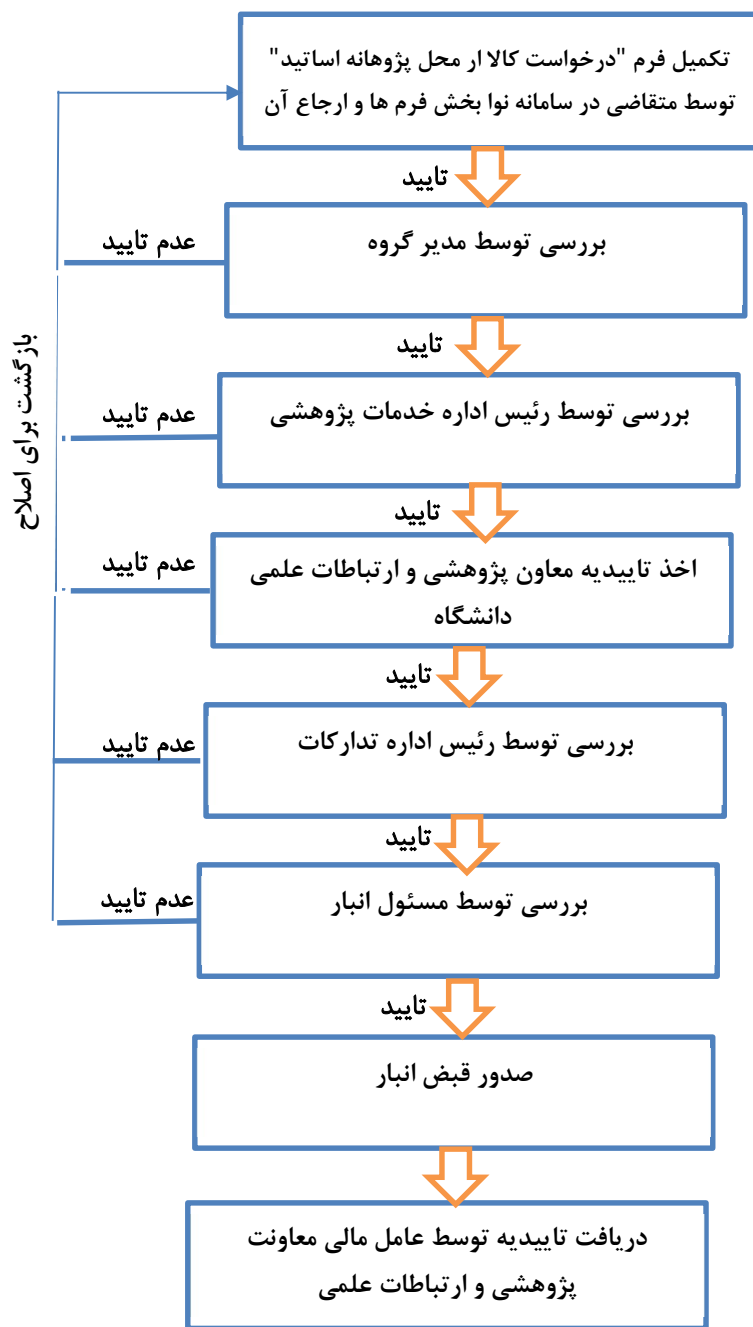 تکمیل فرم "درخواست کالا ار محل پژوهانه اساتید"
توسط متقاضی در سامانه نوا بخش فرم ها و ارجاع آن
تایید
بررسی توسط مدیر گروه
عدم تایید
تایید
بررسی توسط رئیس اداره خدمات پژوهشی
عدم تایید
بازگشت برای اصلاح
تایید
اخذ تاییدیه معاون پژوهشی و ارتباطات علمی
دانشگاه
عدم تایید
تایید
بررسی توسط رئیس اداره تدارکات
عدم تایید
تایید
بررسی توسط مسئول انبار
عدم تایید
تایید
صدور قبض انبار
دریافت تاییدیه توسط عامل مالی معاونت
پژوهشی و ارتباطات علمی